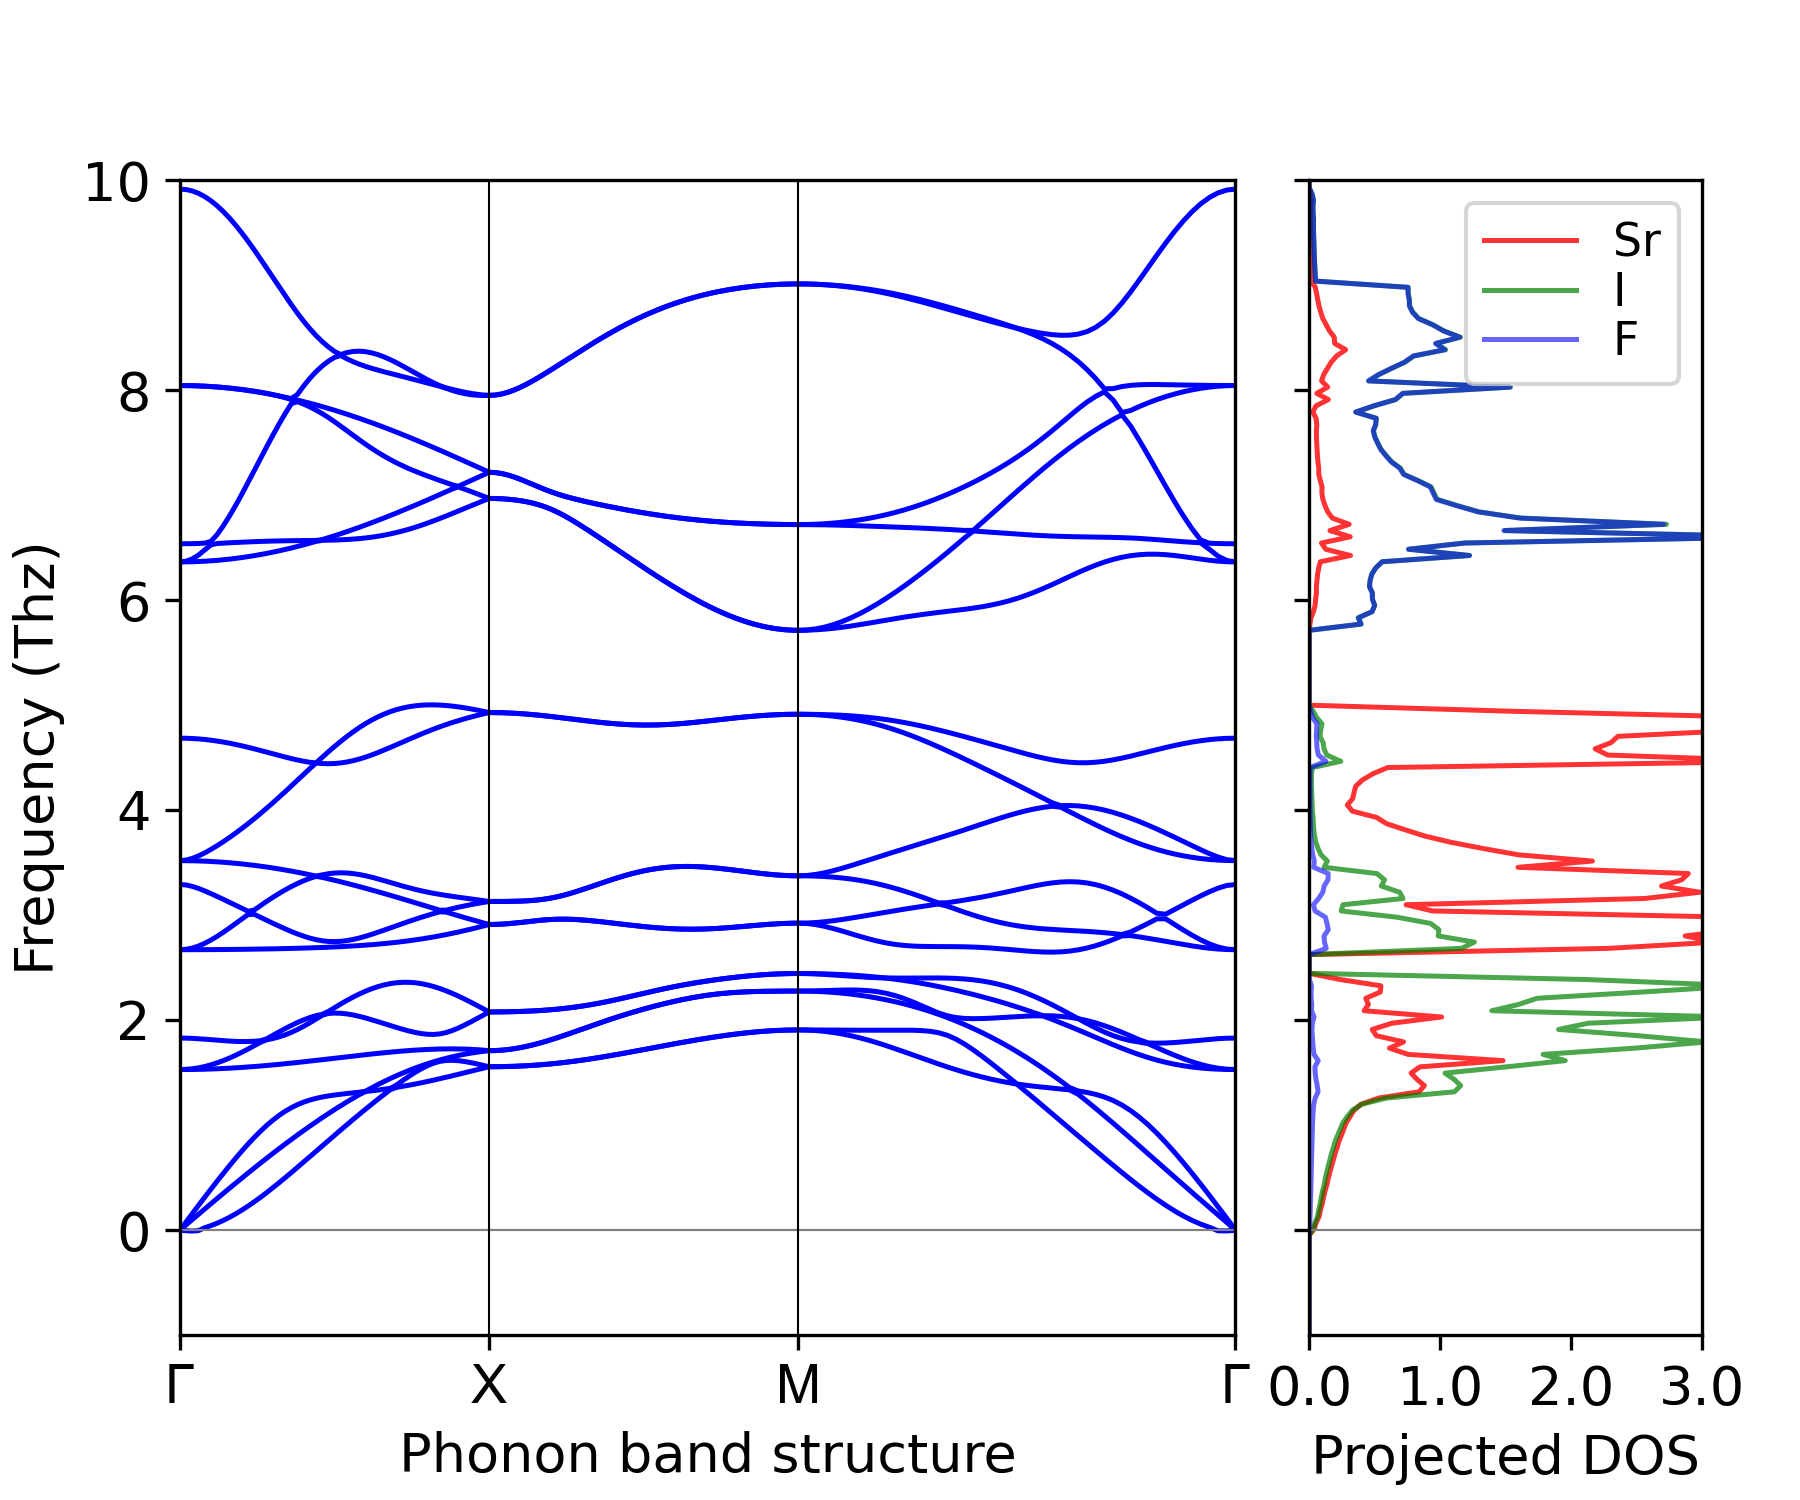 10
8
6
4
2
0
Frequency (Thz)
Γ X M Γ
Phonon band structure
Sr
I
F
0.0 1.0 2.0 3.0
Projected DOS